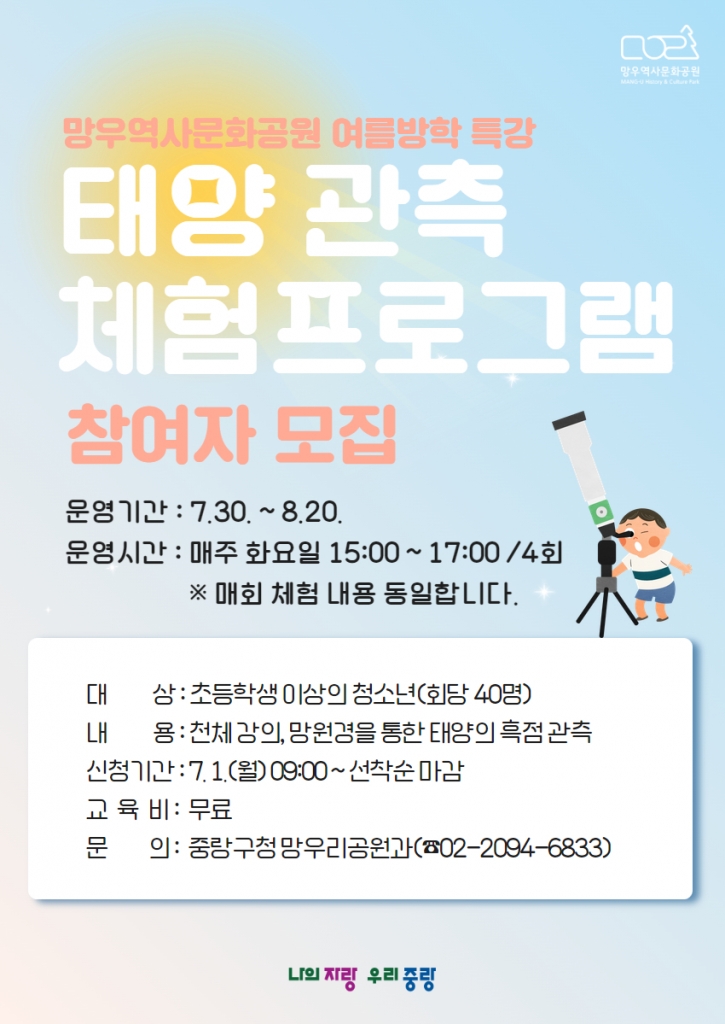 망우역사문화공원
Manguri History & Culture Park
망우역사문화공원 여름방학 특강
태양 관측
체험프로그램
참여자 모집
운영기간 : 7.30. ~ 8.20.
운영시간 : 매주 화요일 15:00 ~ 17:00 /4회
※ 매회 체험 내용 동일합니다.
대 상 : 초등학생 이상의 청소년(회당 40명)
내 용 : 천체 강의, 망원경을 통한 태양의 흑점 관측
신청기간 : 7. 1.(월) 09:00 ~ 선착순 마감
교 육 비 : 무료
문 의 : 중랑구청 망우리공원과(☎02-2094-6833)
나의 자랑 우리 중랑